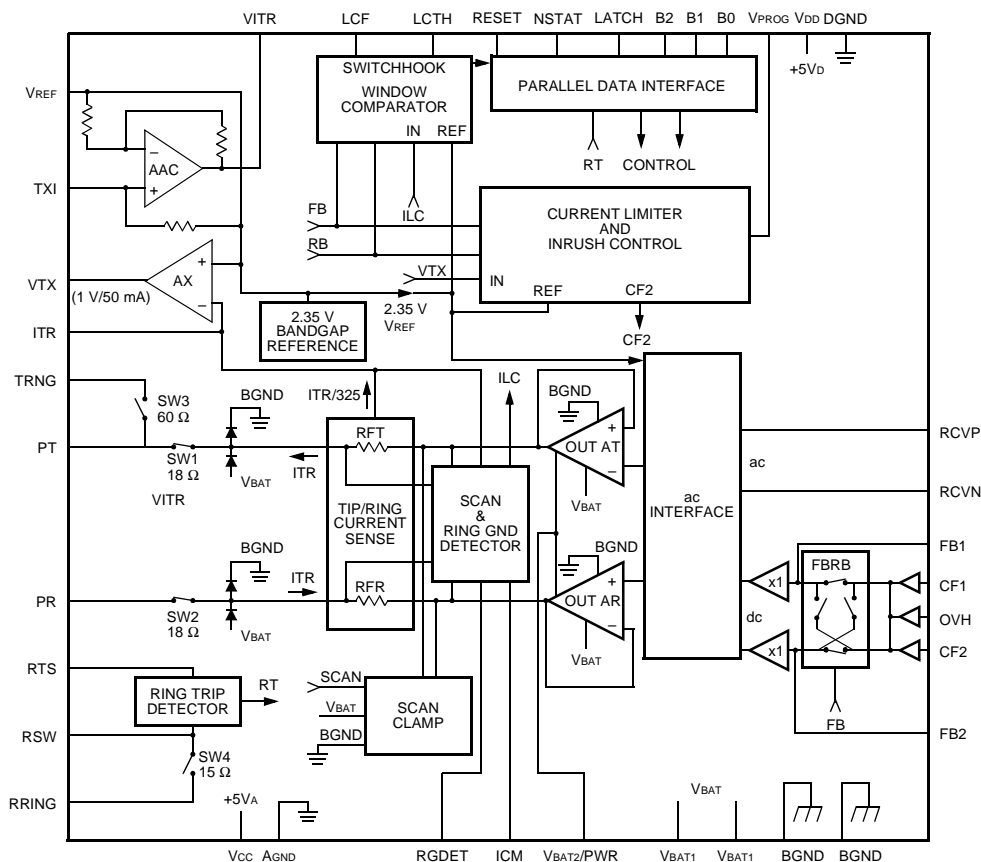 VITR LCF LCTH RESET NSTAT LATCH B2 B1 B0 VPROG VDD DGND
+5VD
VREF
SWITCHHOOK
WINDOW
COMPARATOR
IN REF
PARALLEL DATA INTERFACE
RT CONTROL
AAC
−
+
TXI
FB
RB
ILC
CURRENT LIMITER
AND
INRUSH CONTROL
VTX
IN
REF CF2
CF2
AX
+
−
VTX
(1 V/50 mA)
2.35 V
BANDGAP
REFERENCE
2.35 V
VREF
ITR
TRNG
SW3
60 Ω
BGND
ITR/325
ILC
BGND
PT
SW1
18 Ω
VBAT
ITR
RFT
OUT AT
+
−
VBAT
VITR
TIP/RING
CURRENT
SENSE
SCAN
&
RING GND
DETECTOR
ac
INTERFACE
ac
RCVP
RCVN
BGND
ITR
BGND
FB1
FBRB
PR
SW2
18 Ω
VBAT
RFR
OUT AR
+
−
VBAT
x1
dc
x1
CF1
OVH
CF2
FB
FB2
RTS
RING TRIP
DETECTOR
RT
SCAN
VBAT
BGND
SCAN
CLAMP
RSW
SW4
15 Ω
RRING
+5VA
VBAT
VCC AGND RGDET ICM VBAT2/PWR VBAT1 VBAT1 BGND BGND